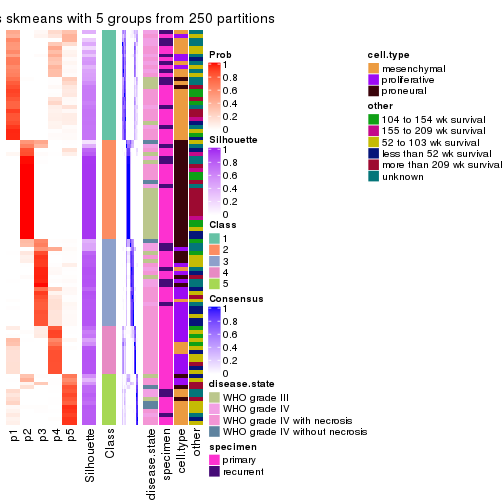 s skmeans with 5 groups from 250 partitions
Prob
1
0.8
0.6
0.4
0.2
0
Silhouette
1
0.8
0.6
0.4
0.2
0
Class
1
2
3
4
5
Consensus
1
0.8
0.6
0.4
0.2
0
disease.state
WHO grade III
WHO grade IV
WHO grade IV with necrosis
WHO grade IV without necrosis
specimen
primary
recurrent
cell.type
mesenchymal
proliferative
proneural
other
104 to 154 wk survival
155 to 209 wk survival
52 to 103 wk survival
less than 52 wk survival
more than 209 wk survival
unknown
p1
p2
p3
p4
p5
Silhouette
Class
disease.state
specimen
cell.type
other